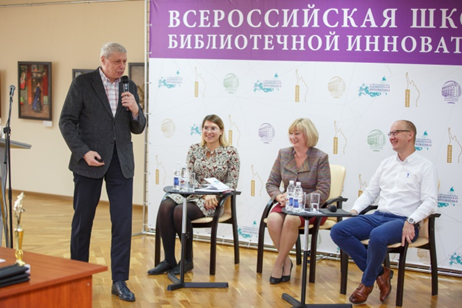 ВСЕРОССИЙСКАЯ ШКО
БИБЛИОТЕЧНОЙ ИННОВАТ